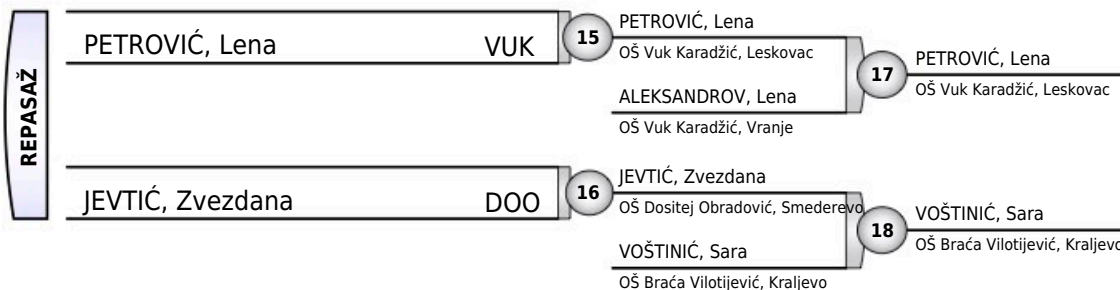 REPASAŽ
PETROVIĆ, Lena VUK
15
PETROVIĆ, Lena
OŠ Vuk Karadžić, Leskovac
ALEKSANDROV, Lena
OŠ Vuk Karadžić, Vranje
17
PETROVIĆ, Lena
OŠ Vuk Karadžić, Leskovac
JEVTIĆ, Zvezdana DOO
16
JEVTIĆ, Zvezdana
OŠ Dositej Obradović, Smederevo
VOŠTINIĆ, Sara
OŠ Braća Vilotijević, Kraljevo
18
VOŠTINIĆ, Sara
OŠ Braća Vilotijević, Kraljevo